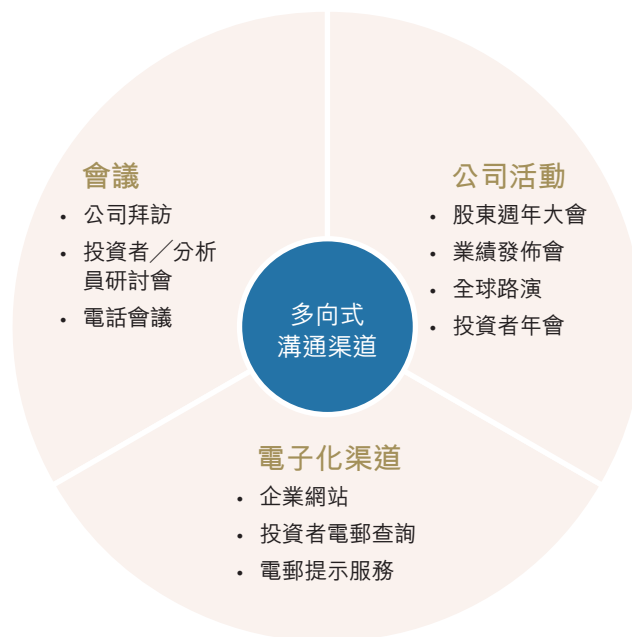 會議
• 公司拜訪
• 投資者／分析
員研討會
• 電話會議
公司活動
• 股東週年大會
• 業績發佈會
• 全球路演
• 投資者年會
多向式
溝通渠道
電子化渠道
• 企業網站
• 投資者電郵查詢
• 電郵提示服務